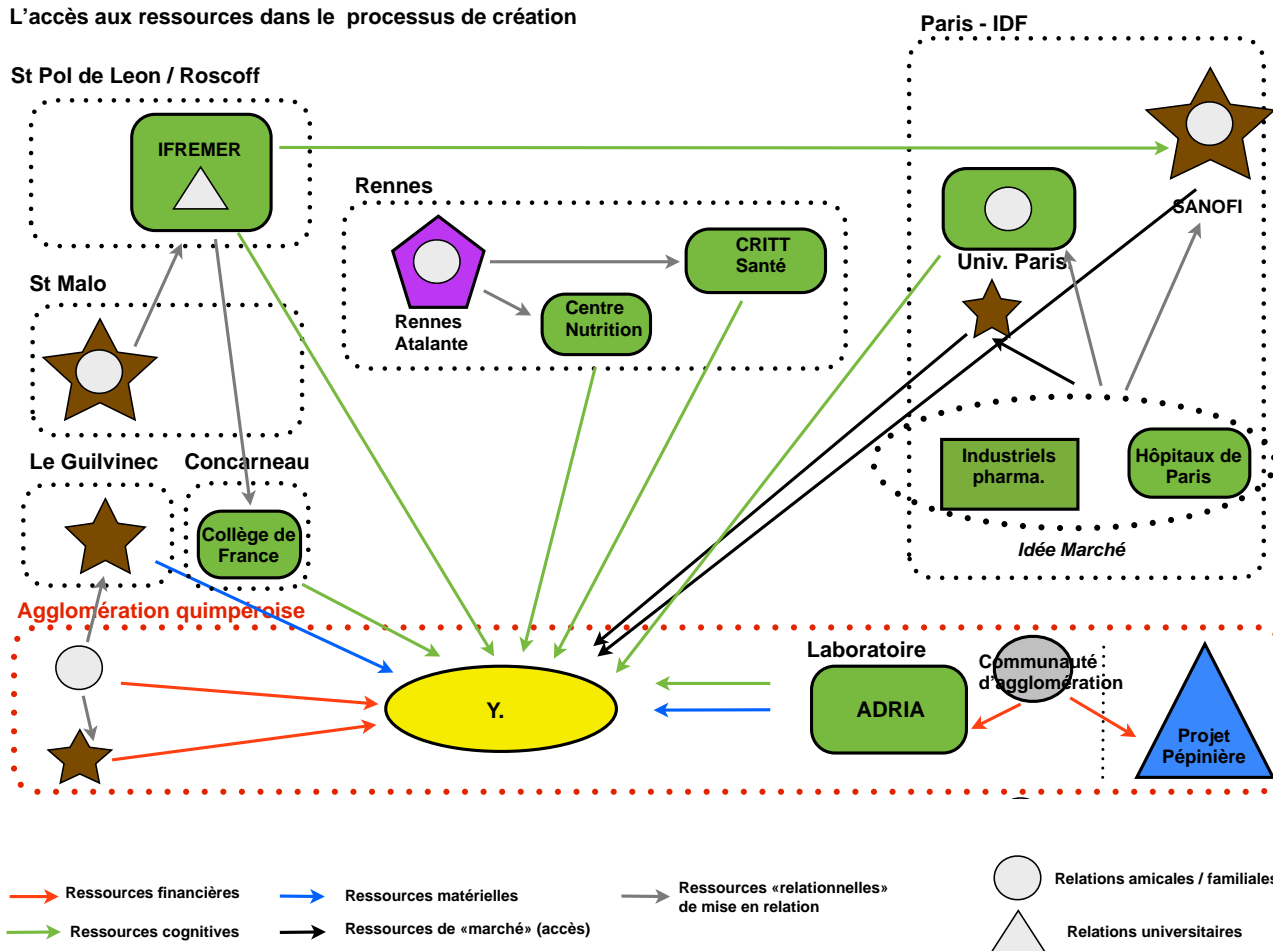 L'accès aux ressources dans le processus de création
Paris - IDF
St Pol de Leon / Roscoff
IFREMER
SANOFI
Rennes
CRITT
Santé
Univ. Paris
St Malo
Rennes
Atalante
Centre
Nutrition
Le Guilvinec
Concarneau
Industriels
pharma.
Hôpitaux de
Paris
Collège de
France
Idée Marché
Agglomération quimpéroise
Laboratoire
Communauté
d'agglomération
Y.
ADRIA
Projet
Pépinière
Ressources financières
Ressources matérielles
Ressources «relationnelles»
de mise en relation
Relations amicales / familiales
Ressources cognitives
Ressources de «marché» (accès)
Relations universitaires